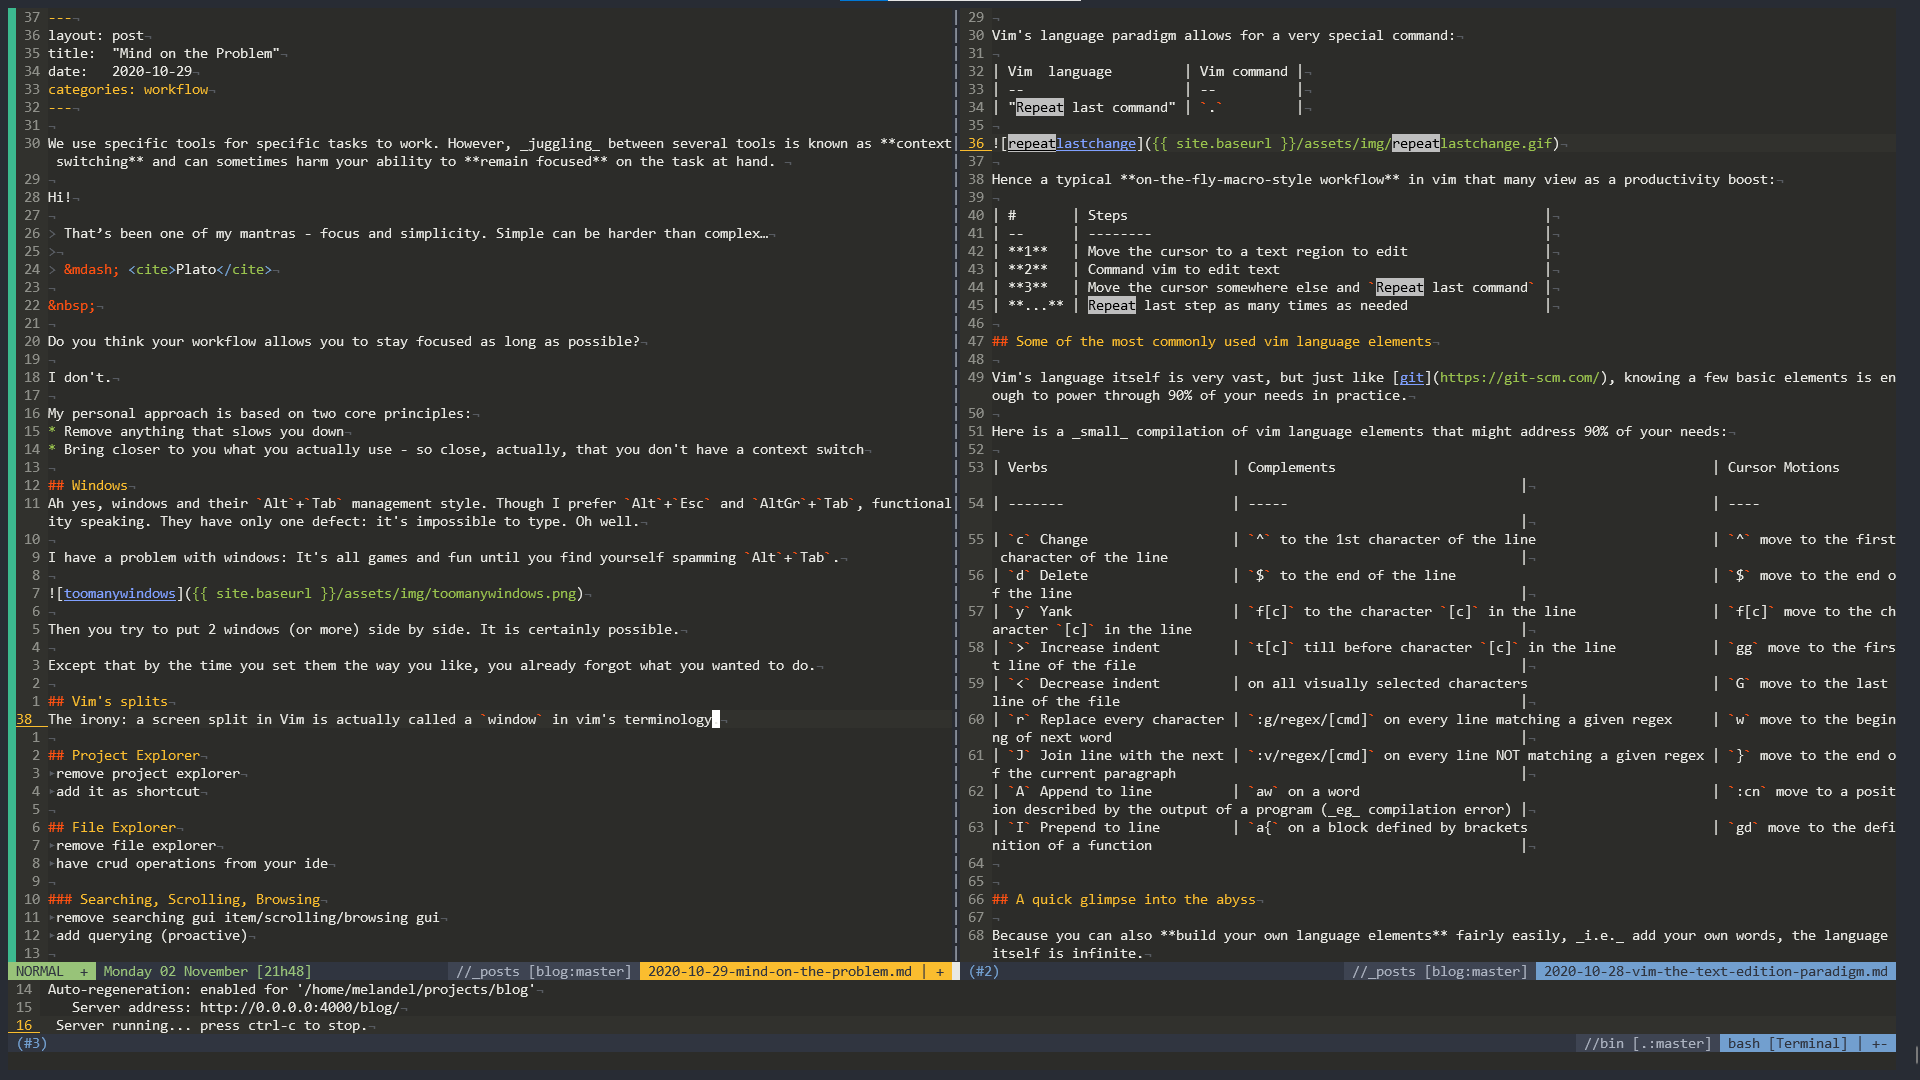 37 ---¬
36 layout: post¬
35 title:  "Mind on the Problem"¬
34 date:   2020-10-29¬
33 categories: workflow¬
32 ---¬
31 ¬
30 We use specific tools for specific tasks to work. However, _juggling_ between several tools is known as **context
 switching** and can sometimes harm your ability to **remain focused** on the task at hand. ¬
29 ¬
28 Hi!¬
27 ¬
26 > That’s been one of my mantras - focus and simplicity. Simple can be harder than complex…¬
25 >¬
24 > &mdash; <cite>Plato</cite>¬
23 ¬
22 &nbsp;¬
21 ¬
20 Do you think your workflow allows you to stay focused as long as possible?¬
19 ¬
18 I don't.¬
17 ¬
16 My personal approach is based on two core principles:¬
15 * Remove anything that slows you down¬
14 * Bring closer to you what you actually use - so close, actually, that you don't have a context switch¬
13 ¬
12 ## Windows¬
11 Ah yes, windows and their `Alt`+`Tab` management style. Though I prefer `Alt`+`Esc` and `AltGr`+`Tab`, functional
ity speaking. They have only one defect: it's impossible to type. Oh well.¬
10 ¬
9 I have a problem with windows: It's all games and fun until you find yourself spamming `Alt`+`Tab`.¬
8 ¬
7 ![toomanywindows]({{ site.baseurl }}/assets/img/toomanywindows.png)¬
6 ¬
5 Then you try to put 2 windows (or more) side by side. It is certainly possible.¬
4 ¬
3 Except that by the time you set them the way you like, you already forgot what you wanted to do.¬
2 ¬
1 ## Vim's splits¬
38 The irony: a screen split in Vim is actually called a `window` in vim's terminology ¬
1 ¬
2 ## Project Explorer¬
3 ▸remove project explorer¬
4 ▸add it as shortcut¬
5 ¬
6 ## File Explorer¬
7 ▸remove file explorer¬
8 ▸have crud operations from your ide¬
9 ¬
10 ### Searching, Scrolling, Browsing¬
11 ▸remove searching gui item/scrolling/browsing gui¬
12 ▸add querying (proactive)¬
13 ¬
NORMAL  +  Monday 02 November [21h48]  //_posts [blog:master]  2020-10-29-mind-on-the-problem.md | +
29 ¬
30 Vim's language paradigm allows for a very special command:¬
31 ¬
32 | Vim  language         | Vim command |¬
33 | --                    | --          |¬
34 | "Repeat last command" | `.`         |¬
35 ¬
36 ![repeatlastchange]({{ site.baseurl }}/assets/img/repeatlastchange.gif)¬
37 ¬
38 Hence a typical **on-the-fly-macro-style workflow** in vim that many view as a productivity boost:¬
39 ¬
40 | #       | Steps                                                    |¬
41 | --      | --------                                                 |¬
42 | **1**   | Move the cursor to a text region to edit                 |¬
43 | **2**   | Command vim to edit text                                 |¬
44 | **3**   | Move the cursor somewhere else and `Repeat last command` |¬
45 | **...** | Repeat last step as many times as needed                 |¬
46 ¬
47 ## Some of the most commonly used vim language elements¬
48 ¬
49 Vim's language itself is very vast, but just like [git](https://git-scm.com/), knowing a few basic elements is en
ough to power through 90% of your needs in practice.¬
50 ¬
51 Here is a _small_ compilation of vim language elements that might address 90% of your needs:¬
52 ¬
53 | Verbs                       | Complements                                               | Cursor Motions
|¬
54 | -------                     | -----                                                     | ----
|¬
55 | `c` Change                  | `^` to the 1st character of the line                      | `^` move to the first
 character of the line                                            |¬
56 | `d` Delete                  | `$` to the end of the line                                | `$` move to the end o
f the line                                                        |¬
57 | `y` Yank                    | `f[c]` to the character `[c]` in the line                 | `f[c]` move to the ch
aracter `[c]` in the line                                         |¬
58 | `>` Increase indent         | `t[c]` till before character `[c]` in the line            | `gg` move to the firs
t line of the file                                                |¬
59 | `<` Decrease indent         | on all visually selected characters                       | `G` move to the last 
line of the file                                                  |¬
60 | `r` Replace every character | `:g/regex/[cmd]` on every line matching a given regex     | `w` move to the begin
ng of next word                                                   |¬
61 | `J` Join line with the next | `:v/regex/[cmd]` on every line NOT matching a given regex | `}` move to the end o
f the current paragraph                                           |¬
62 | `A` Append to line          | `aw` on a word                                            | `:cn` move to a posit
ion described by the output of a program (_eg_ compilation error) |¬
63 | `I` Prepend to line         | `a{` on a block defined by brackets                       | `gd` move to the defi
nition of a function                                              |¬
64 ¬
65 ¬
66 ## A quick glimpse into the abyss¬
67 ¬
68 Because you can also **build your own language elements** fairly easily, _i.e._ add your own words, the language 
itself is infinite.¬
(#2)  //_posts [blog:master]  2020-10-28-vim-the-text-edition-paradigm.md
14 Auto-regeneration: enabled for '/home/melandel/projects/blog'¬
15    Server address: http://0.0.0.0:4000/blog/¬
16  Server running... press ctrl-c to stop.¬
(#3)  //bin [.:master]  bash [Terminal] | +-